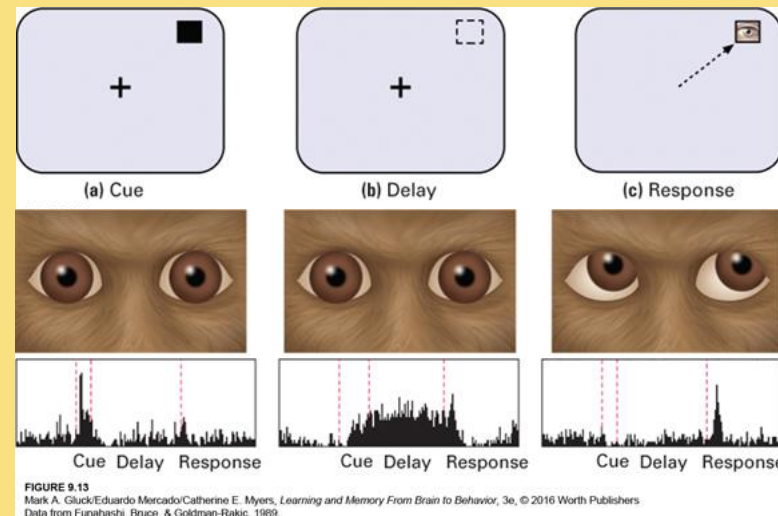 (a) Cue
(b) Delay
(c) Response
Cue Delay Response
Cue Delay Response
Cue Delay Response
FIGURE 9.13
Mark A. Gluck/Eduardo Mercado/Catherine E. Myers, Learning and Memory From Brain to Behavior, 3e, © 2016 Worth Publishers
Data from Funahashi, Bruce, & Goldman-Rakic, 1989.